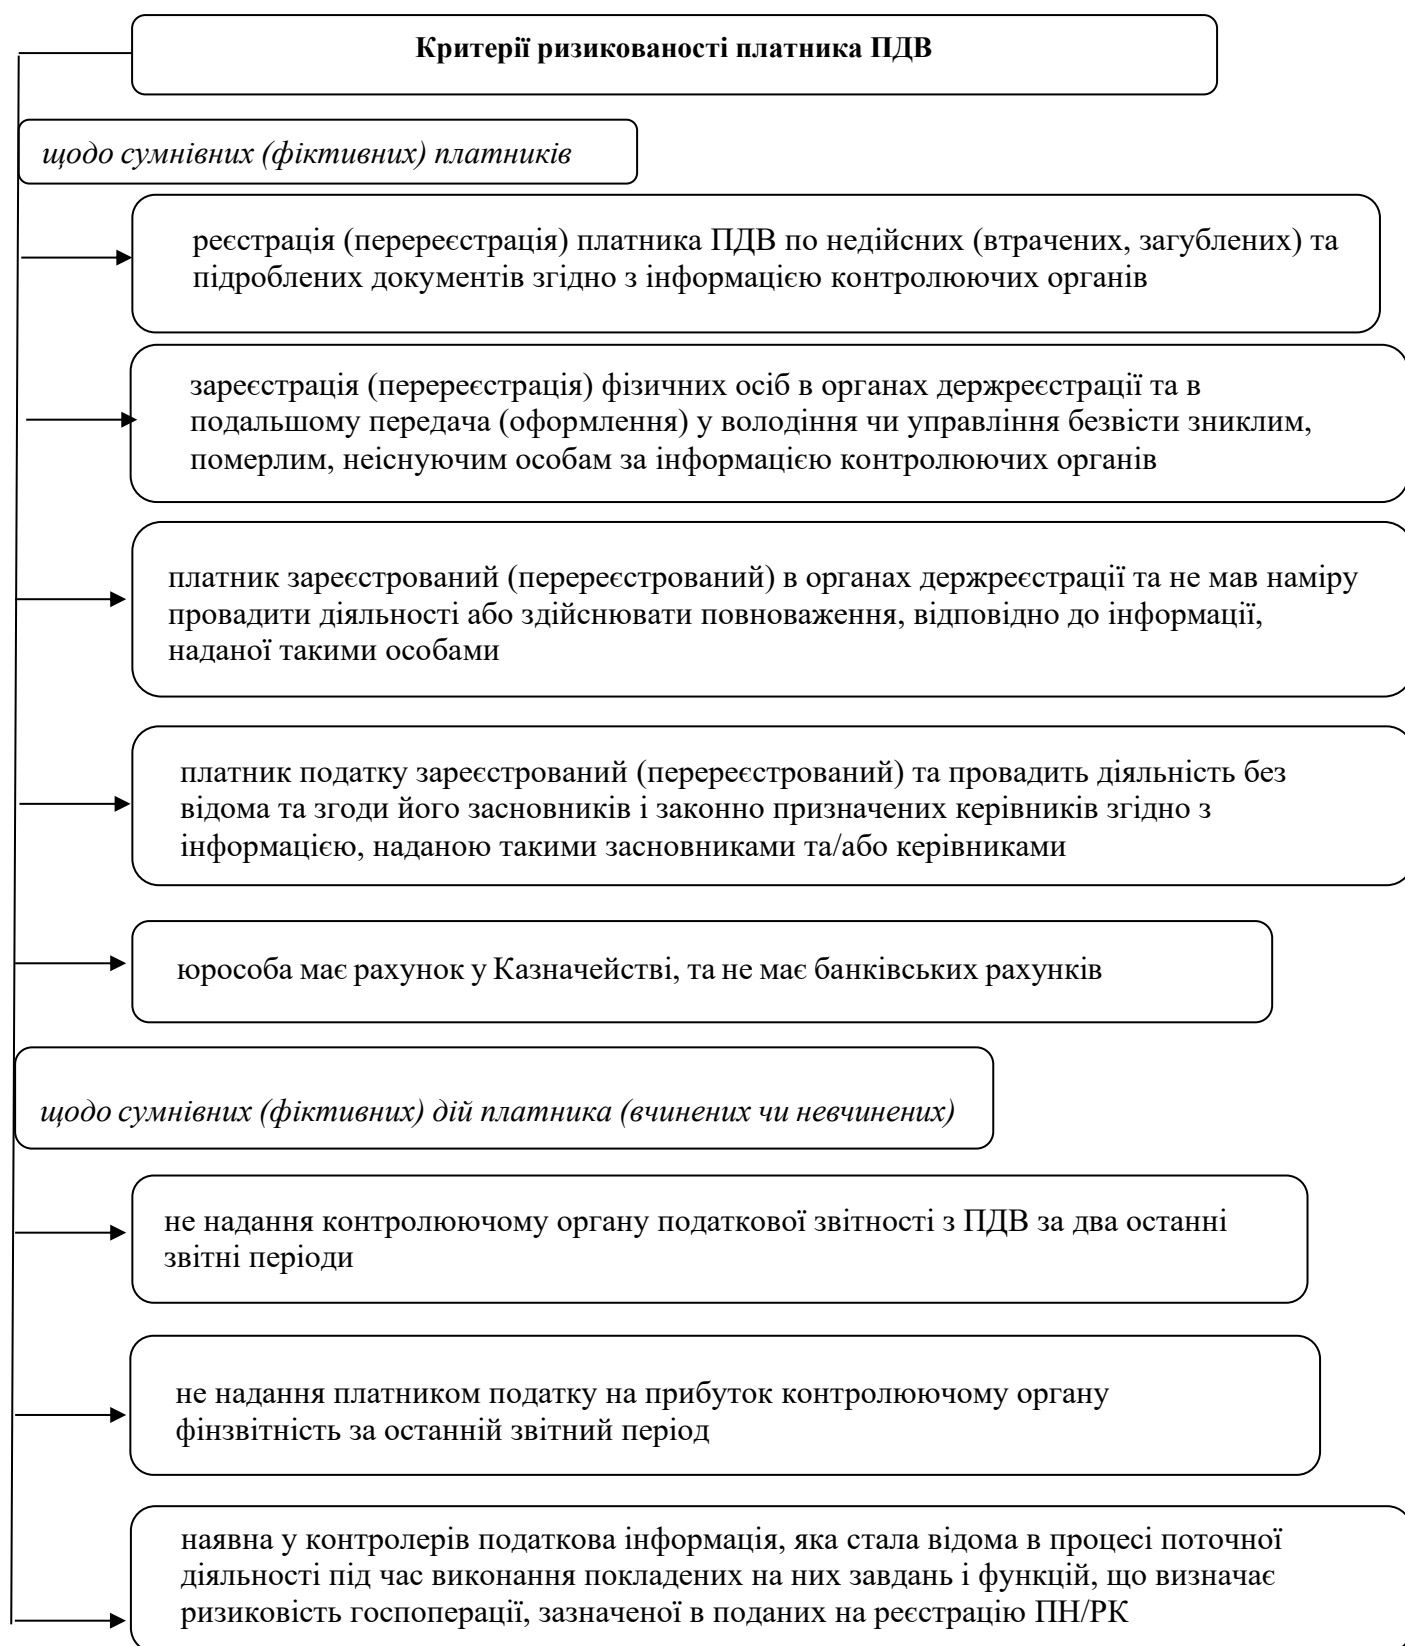 Критерії ризикованості платника ПДВ
щодо сумнівних (фіктивних) платників
реєстрація (перереєстрація) платника ПДВ по недійсних (втрачених, загублених) та
підроблених документів згідно з інформацією контролюючих органів
зареєстрація (перереєстрація) фізичних осіб в органах держреєстрації та в
подальшому передача (оформлення) у володіння чи управління безвісти зниклим,
померлим, неіснуючим особам за інформацією контролюючих органів
платник зареєстрований (перереєстрований) в органах держреєстрації та не мав наміру
провадити діяльності або здійснювати повноваження, відповідно до інформації,
наданої такими особами
платник податку зареєстрований (перереєстрований) та провадить діяльність без
відома та згоди його засновників і законно призначених керівників згідно з
інформацією, наданою такими засновниками та/або керівниками
юрособа має рахунок у Казначействі, та не має банківських рахунків
щодо сумнівних (фіктивних) дій платника (вчинених чи невчинених)
не надання контролюючому органу податкової звітності з ПДВ за два останні
звітні періоди
не надання платником податку на прибуток контролюючому органу
фінзвітність за останній звітний період
наявна у контролерів податкова інформація, яка стала відома в процесі поточної
діяльності під час виконання покладених на них завдань і функцій, що визначає
ризиковість госпоперації, зазначеної в поданих на реєстрацію ПН/РК